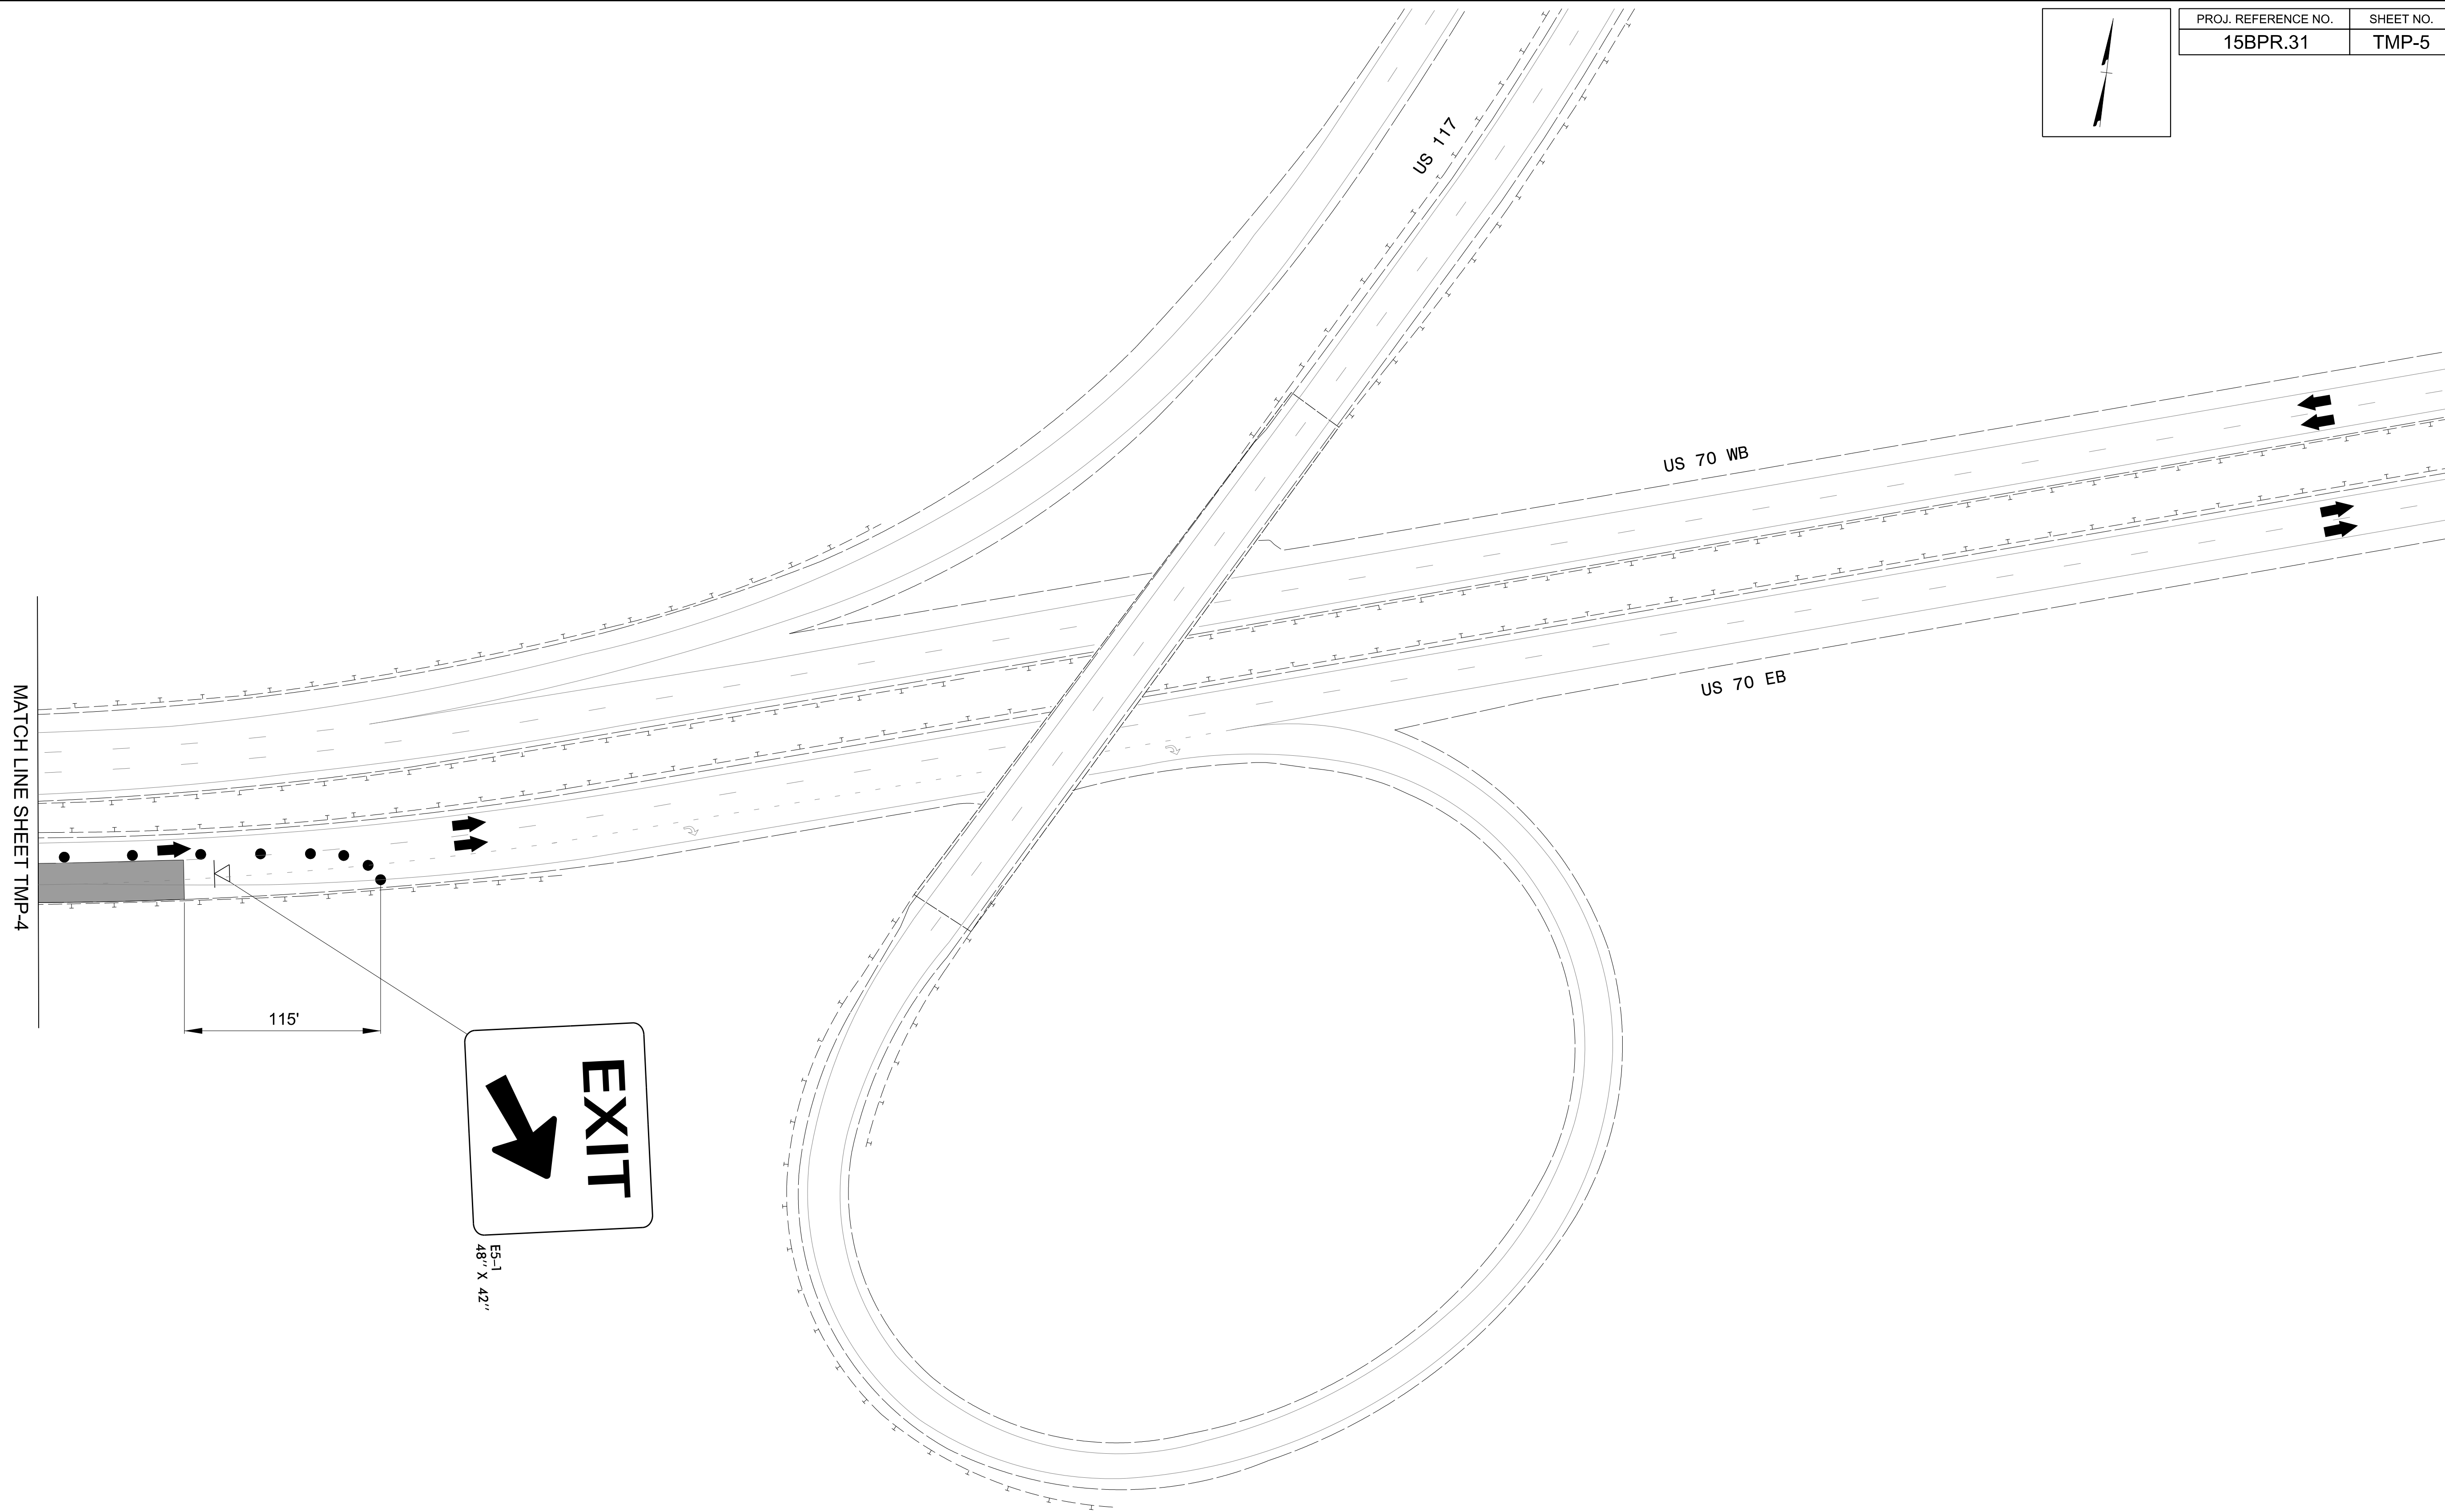 PROJ. REFERENCE NO. SHEET NO.
15BPR.31 TMP-5
US 117
US 70 WB
US 70 EB
MATCH LINE SHEET TMP-4
115'
EXIT
E5-1
48'' X 42''